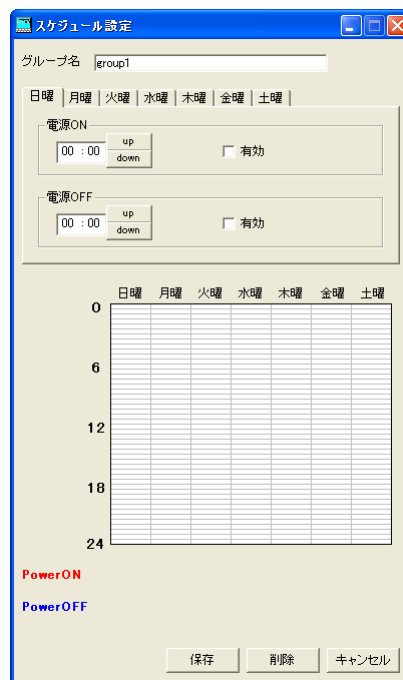 スケジュール設定
グループ名 group1
日曜 月曜 火曜 水曜 木曜 金曜 土曜
電源ON
00 : 00 up down 有効
電源OFF
00 : 00 up down 有効
日曜 月曜 火曜 水曜 木曜 金曜 土曜
0
6
12
18
24
PowerON
PowerOFF
保存 削除 キャンセル